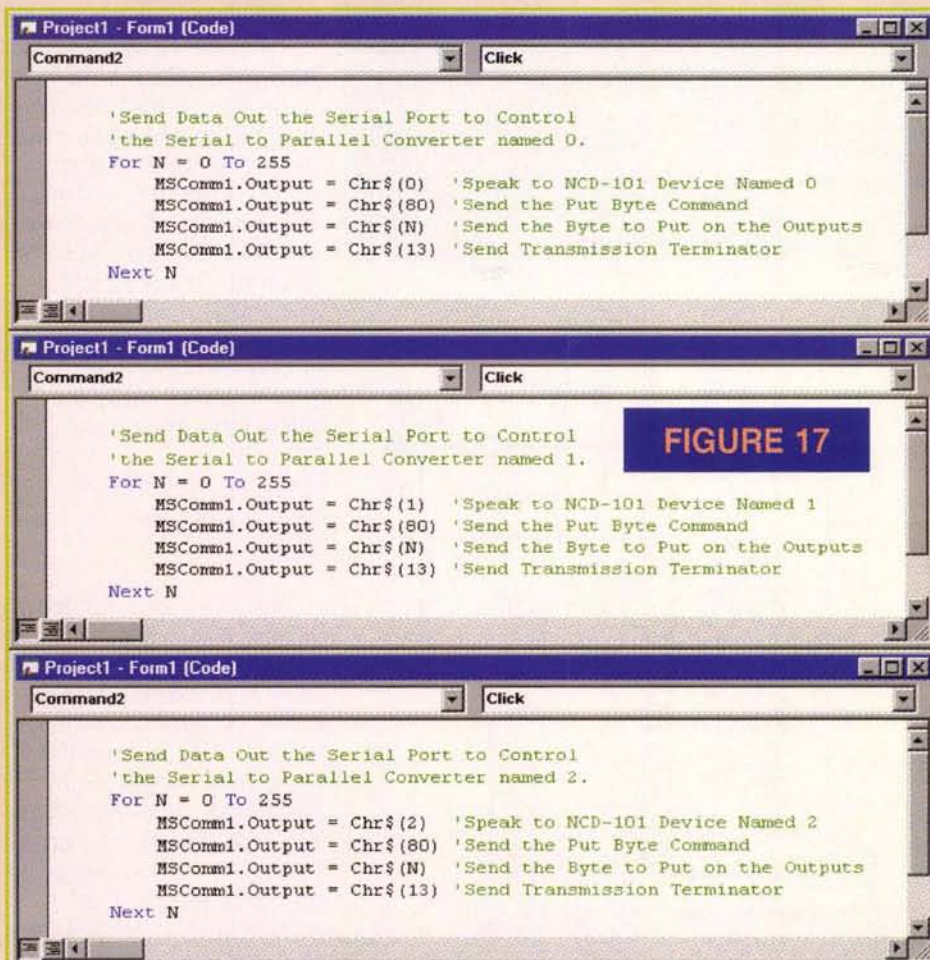 Project1 - Form1 (Code)
Command2 Click
'Send Data Out the Serial Port to Control
'the Serial to Parallel Converter named 0.
For N = 0 To 255
MSComm1.Output = Chr$(0) 'Speak to NCD-101 Device Named 0
MSComm1.Output = Chr$(80) 'Send the Put Byte Command
MSComm1.Output = Chr$(N) 'Send the Byte to Put on the Outputs
MSComm1.Output = Chr$(13) 'Send Transmission Terminator
Next N
Project1 - Form1 (Code)
Command2 Click
FIGURE 17
'Send Data Out the Serial Port to Control
'the Serial to Parallel Converter named 1.
For N = 0 To 255
MSComm1.Output = Chr$(1) 'Speak to NCD-101 Device Named 1
MSComm1.Output = Chr$(80) 'Send the Put Byte Command
MSComm1.Output = Chr$(N) 'Send the Byte to Put on the Outputs
MSComm1.Output = Chr$(13) 'Send Transmission Terminator
Next N
Project1 - Form1 (Code)
Command2 Click
'Send Data Out the Serial Port to Control
'the Serial to Parallel Converter named 2.
For N = 0 To 255
MSComm1.Output = Chr$(2) 'Speak to NCD-101 Device Named 2
MSComm1.Output = Chr$(80) 'Send the Put Byte Command
MSComm1.Output = Chr$(N) 'Send the Byte to Put on the Outputs
MSComm1.Output = Chr$(13) 'Send Transmission Terminator
Next N